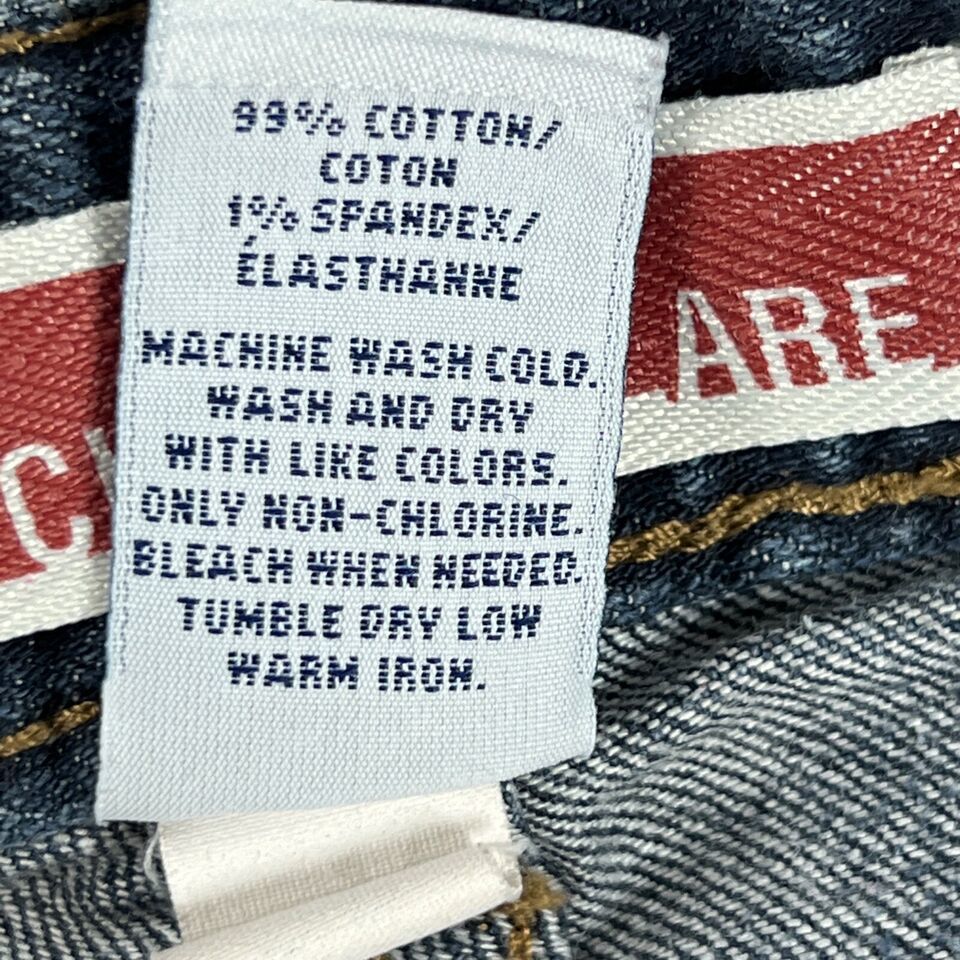 99% COTTON/
COTON
1% SPANDEX/
ÉLASTHANNE
MACHINE WASH COLD.
WASH AND DRY
WITH LIKE COLORS.
ONLY NON-CHLORINE.
BLEACH WHEN NEEDED.
TUMBLE DRY LOW
WARM IRON.